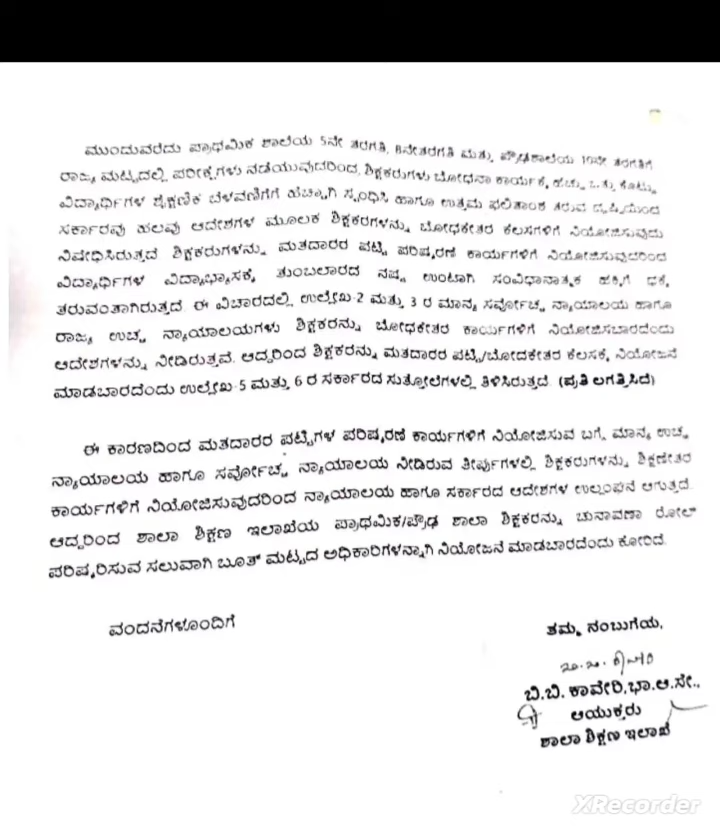 ಮುಂದುವರೆದು ಪ್ರಾಥಮಿಕ ಶಾಲೆಯ 5ನೇ ತರಗತಿ, 8ನೇತರಗತಿ ಮತ್ತು ಪ್ರೌಢಶಾಲೆಯ 10ನೇ ತರಗತಿಗೆ
ರಾಜ್ಯ ಮಟ್ಟದಲ್ಲಿ ಪರೀಕ್ಷೆಗಳು ನಡೆಯುವುದರಿಂದ, ಶಿಕ್ಷಕರುಗಳು ಬೋಧನಾ ಕಾರ್ಯಕ್ಕೆ ಹೆಚ್ಚು ಒತ್ತು ಕೊಟ್ಟು
ವಿದ್ಯಾರ್ಥಿಗಳ ಶೈಕ್ಷಣಿಕ ಬೆಳವಣಿಗೆಗೆ ಹೆಚ್ಚಾಗಿ ಸ್ಪಂಧಿಸಿ ಹಾಗೂ ಉತ್ತಮ ಫಲಿತಾಂಶ ತರುವ ದೃಷ್ಟಿಯಿಂದ
ಸರ್ಕಾರವು ಹಲವು ಆದೇಶಗಳ ಮೂಲಕ ಶಿಕ್ಷಕರಗಳನ್ನು ಬೋಧಕೇತರ ಕೆಲಸಗಳಿಗೆ ನಿಯೋಜಿಸುವುದು
ನಿಷೇಧಿಸಿರುತ್ತದೆ ಶಿಕ್ಷಕರುಗಳನ್ನು ಮತದಾರರ ಪಟ್ಟಿ ಪರಿಷ್ಕರಣೆ ಕಾರ್ಯಗಳಿಗೆ ನಿಯೋಜಿಸುವುದರಿಂದ
ವಿದ್ಯಾರ್ಥಿಗಳ ವಿದ್ಯಾಭ್ಯಾಸಕ್ಕೆ ತುಂಬಲಾರದ ನಷ್ಟ ಉಂಟಾಗಿ ಸಂವಿಧಾನಾತ್ಮಕ ಹಕ್ಕಿಗೆ ಧಕ್ಕೆ
ತರುವಂತಾಗಿರುತ್ತದೆ. ಈ ವಿಚಾರದಲ್ಲಿ ಉಲ್ಲೇಖ-2 ಮತ್ತು 3 ರ ಮಾನ್ಯ ಸರ್ವೋಚ್ಛ ನ್ಯಾಯಾಲಯ ಹಾಗೂ
ರಾಜ್ಯ ಉಚ್ಛ ನ್ಯಾಯಾಲಯಗಳು ಶಿಕ್ಷಕರನ್ನು ಬೋಧಕೇತರ ಕಾರ್ಯಗಳಿಗೆ ನಿಯೋಜಿಸಬಾರದೆಂದು
ಆದೇಶಗಳನ್ನು ನೀಡಿರುತ್ತವೆ. ಆದ್ದರಿಂದ ಶಿಕ್ಷಕರನ್ನು ಮತದಾರರ ಪಟ್ಟಿ/ಬೋದಕೇತರ ಕೆಲಸಕ್ಕೆ ನಿಯೋಜನೆ
ಮಾಡಬಾರದೆಂದು ಉಲ್ಲೇಖ-5 ಮತ್ತು 6 ರ ಸರ್ಕಾರದ ಸುತ್ತೋಲೆಗಳಲ್ಲಿ ತಿಳಿಸಿರುತ್ತದೆ. (ಪ್ರತಿ ಲಗತ್ತಿಸಿದೆ)
ಈ ಕಾರಣದಿಂದ ಮತದಾರರ ಪಟ್ಟಿಗಳ ಪರಿಷ್ಕರಣೆ ಕಾರ್ಯಗಳಿಗೆ ನಿಯೋಜಿಸುವ ಬಗ್ಗೆ ಮಾನ್ಯ ಉಚ್ಛ
ನ್ಯಾಯಾಲಯ ಹಾಗೂ ಸರ್ವೋಚ್ಛ ನ್ಯಾಯಾಲಯ ನೀಡಿರುವ ತೀರ್ಪುಗಳಲ್ಲಿ ಶಿಕ್ಷಕರುಗಳನ್ನು ಶಿಕ್ಷಣೇತರ
ಕಾರ್ಯಗಳಿಗೆ ನಿಯೋಜಿಸುವುದರಿಂದ ನ್ಯಾಯಾಲಯ ಹಾಗೂ ಸರ್ಕಾರದ ಆದೇಶಗಳ ಉಲ್ಲಂಘನೆ ಆಗುತ್ತದೆ.
ಆದ್ದರಿಂದ ಶಾಲಾ ಶಿಕ್ಷಣ ಇಲಾಖೆಯ ಪ್ರಾಥಮಿಕ/ಪ್ರೌಢ ಶಾಲಾ ಶಿಕ್ಷಕರನ್ನು ಚುನಾವಣಾ ರೋಲ್
ಪರಿಷ್ಕರಿಸುವ ಸಲುವಾಗಿ ಬೂತ್ ಮಟ್ಟದ ಅಧಿಕಾರಿಗಳನ್ನಾಗಿ ನಿಯೋಜನೆ ಮಾಡಬಾರದೆಂದು ಕೋರಿದೆ.
ವಂದನೆಗಳೊಂದಿಗೆ
ತಮ್ಮ ನಂಬುಗೆಯ,
ಬಿ.ಬಿ. ಕಾವೇರಿ,ಭಾ.ಆ.ಸೇ.,
ಆಯುಕ್ತರು
ಶಾಲಾ ಶಿಕ್ಷಣ ಇಲಾಖೆ
XRecorder